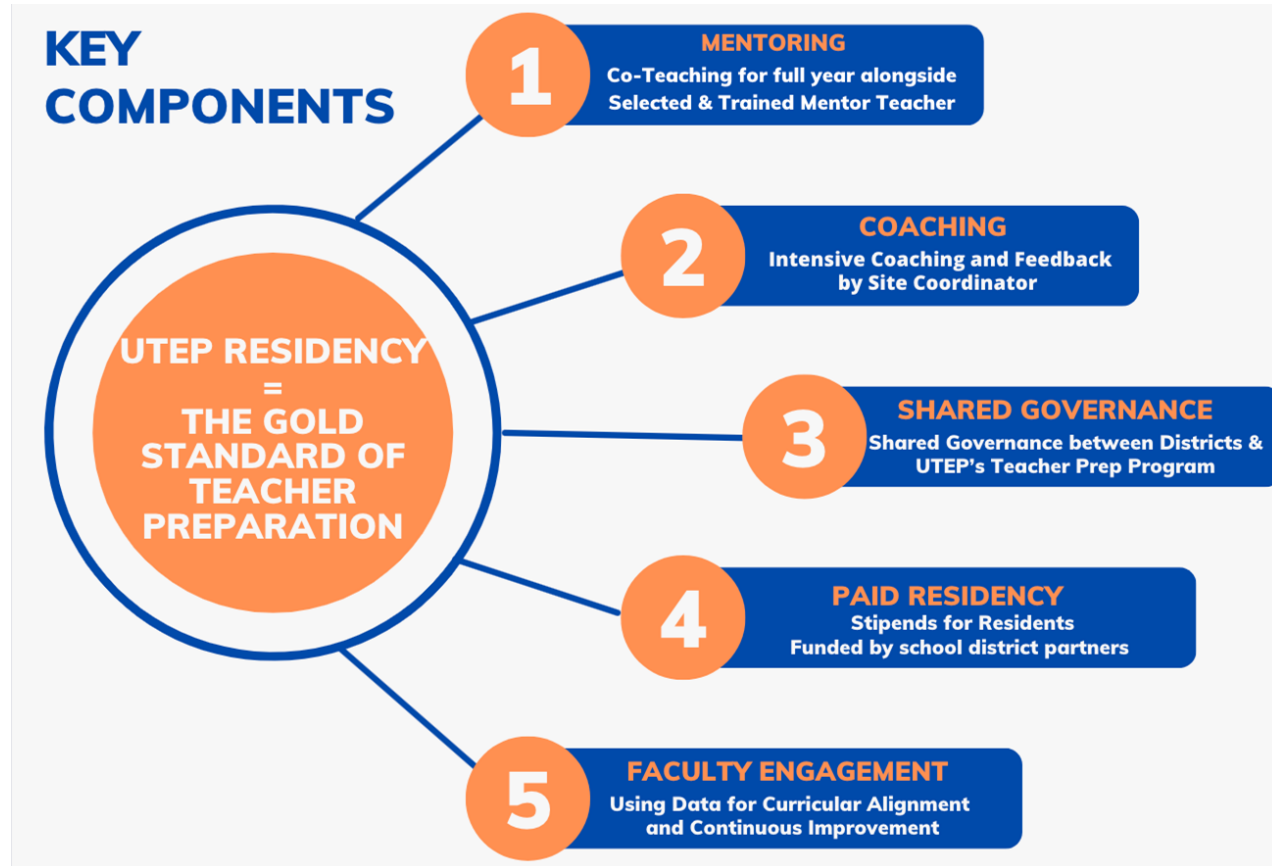 KEY
COMPONENTS
UTEP RESIDENCY
=
THE GOLD
STANDARD OF
TEACHER
PREPARATION
1
MENTORING
Co-Teaching for full year alongside
Selected & Trained Mentor Teacher
2
COACHING
Intensive Coaching and Feedback
by Site Coordinator
3
SHARED GOVERNANCE
Shared Governance between Districts &
UTEP's Teacher Prep Program
4
PAID RESIDENCY
Stipends for Residents
Funded by school district partners
5
FACULTY ENGAGEMENT
Using Data for Curricular Alignment
and Continuous Improvement